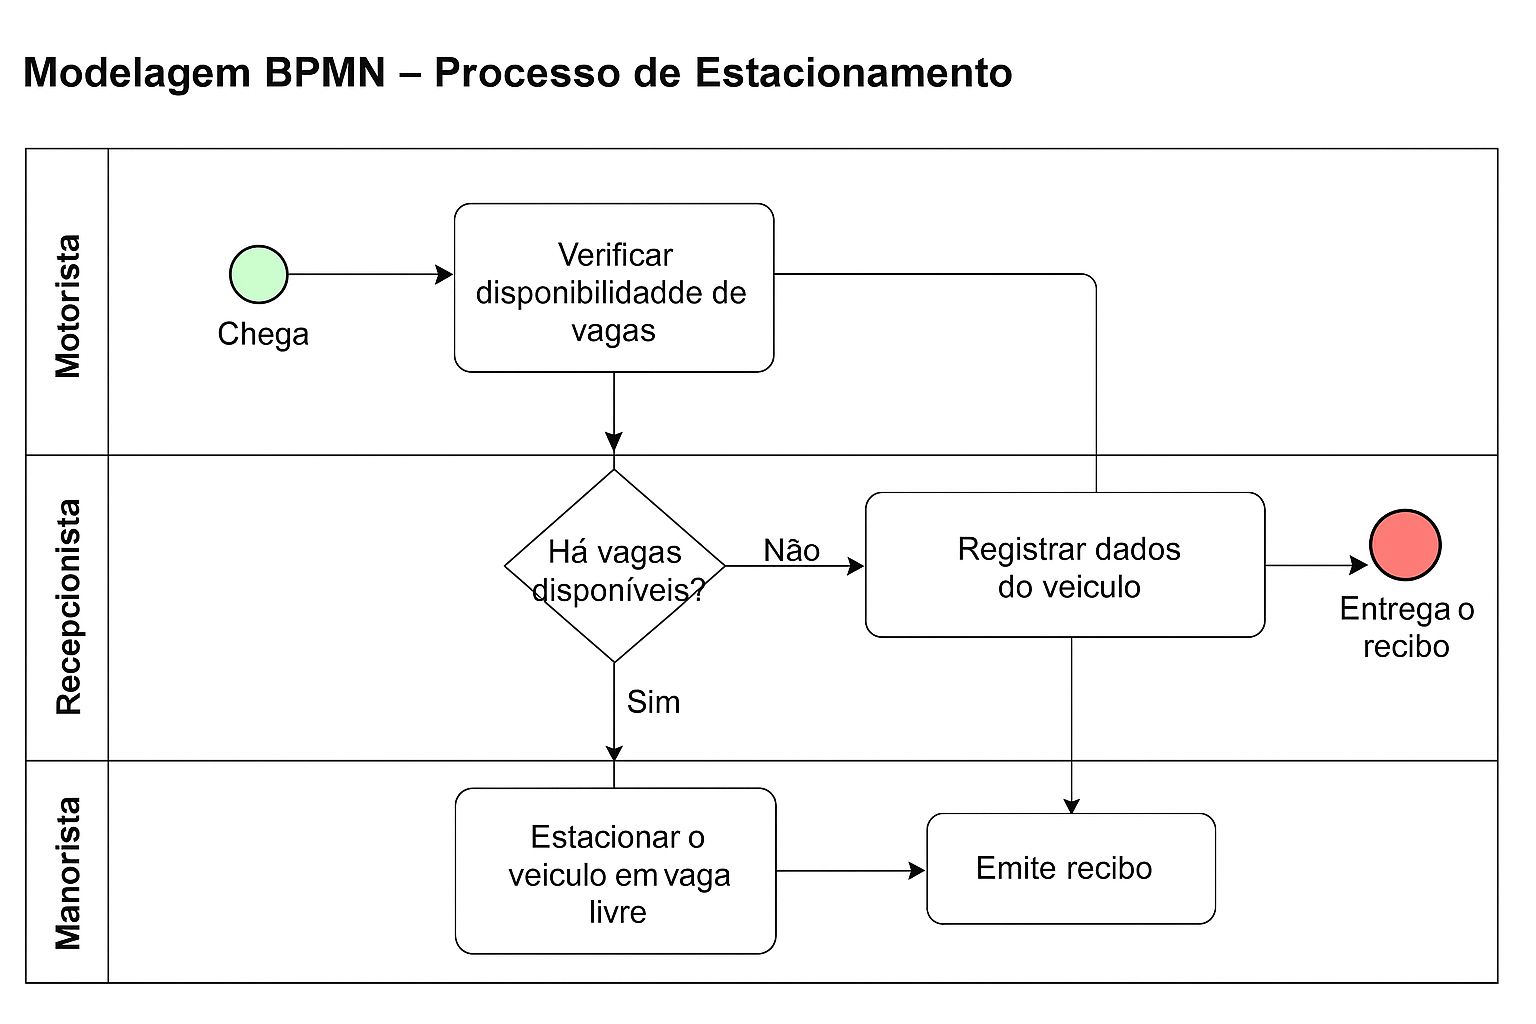 Modelagem BPMN – Processo de Estacionamento
Motorista
Chega
Verificar
disponibilidadde de
vagas
Recepcionista
Há vagas
disponíveis?
Não
Sim
Registrar dados
do veiculo
Entrega o
recibo
Manorista
Estacionar o
veiculo em vaga
livre
Emite recibo